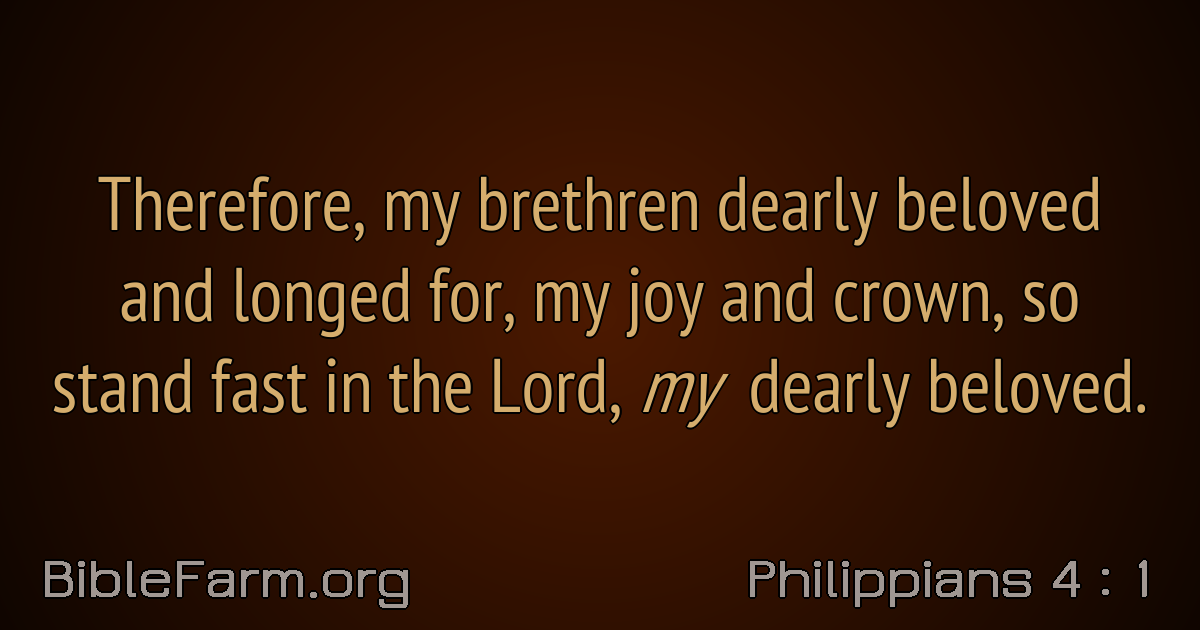 Therefore, my brethren dearly beloved
and longed for, my joy and crown, so
stand fast in the Lord, my dearly beloved.
BibleFarm.org
Philippians 4 : 1